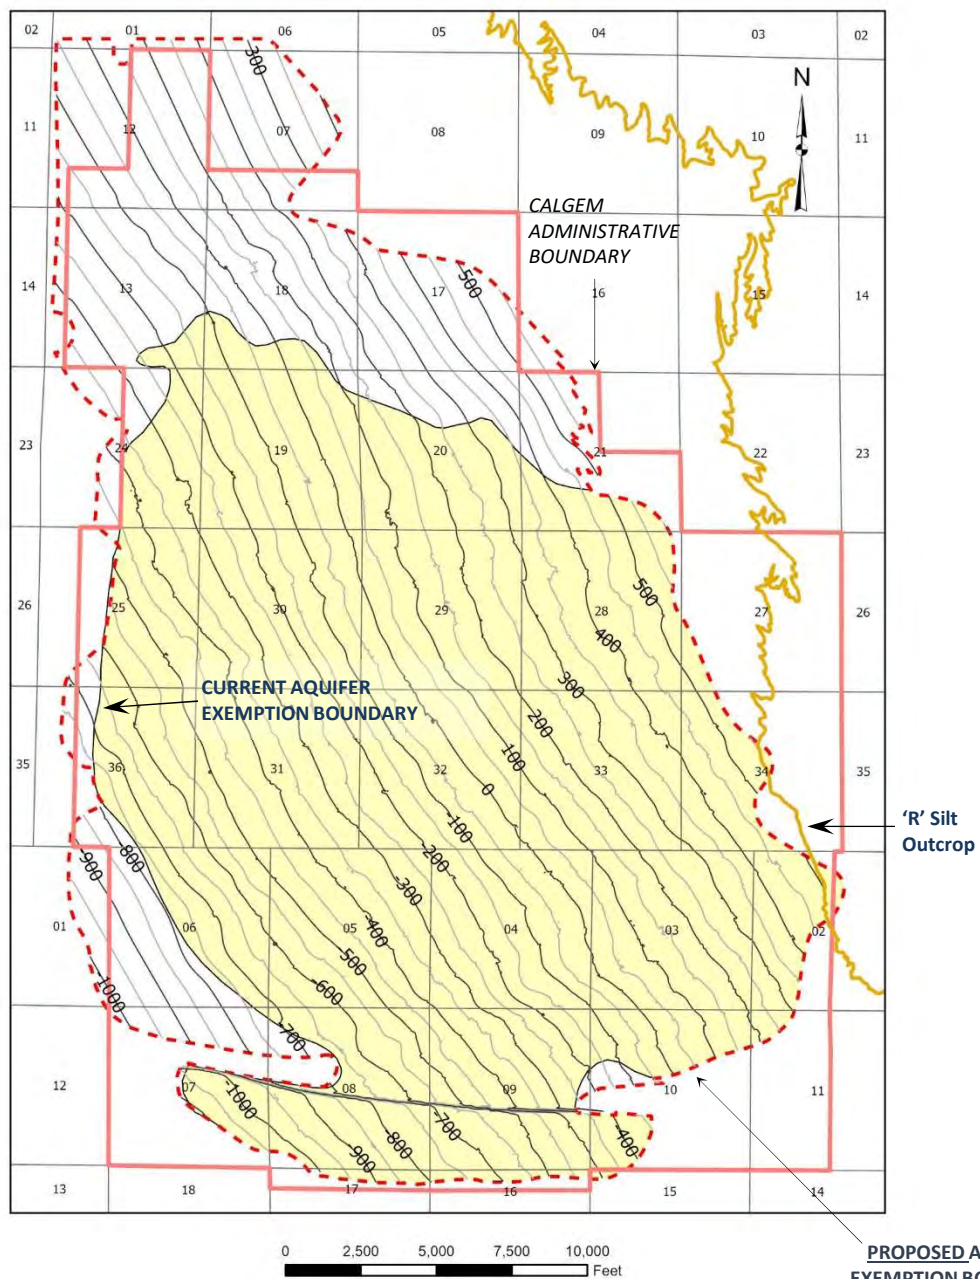 02 01 06 05 04 03 02
300
N
11 12 07 08 09 10 11
CALGEM
ADMINISTRATIVE
BOUNDARY
500
14 13 18 17 16 15 14
23 24 19 20 21 22 23
26 25 30 29 28 27 26
500
400
300
200
100
0
CURRENT AQUIFER
EXEMPTION BOUNDARY
35 36 31 32 33 34 35
'R' Silt
Outcrop
-100
-200
-300
-400
-500
-600
-700
-800
-900
-1000
01 06 05 04 03 02
12 07 08 09 10 11
-1000
-900
-800
-700
-400
13 18 17 16 15 14
0 2,500 5,000 7,500 10,000
Feet
PROPOSED A
EXEMPTION BO